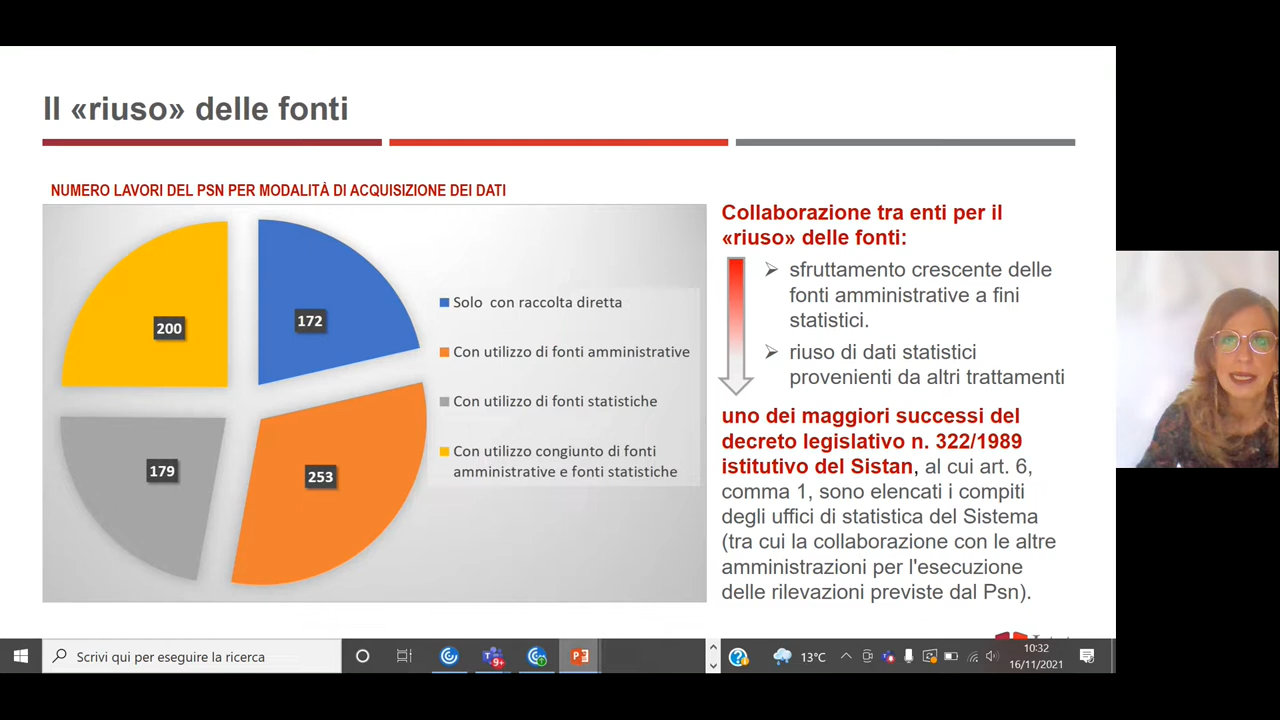 Il «riuso» delle fonti
NUMERO LAVORI DEL PSN PER MODALITÀ DI ACQUISIZIONE DEI DATI
200
172
179
253
Solo con raccolta diretta
Con utilizzo di fonti amministrative
Con utilizzo di fonti statistiche
Con utilizzo congiunto di fonti
amministrative e fonti statistiche
Collaborazione tra enti per il
«riuso» delle fonti:
sfruttamento crescente delle
fonti amministrative a fini
statistici.
riuso di dati statistici
provenienti da altri trattamenti
uno dei maggiori successi del
decreto legislativo n. 322/1989
istitutivo del Sistan, al cui art. 6,
comma 1, sono elencati i compiti
degli uffici di statistica del Sistema
(tra cui la collaborazione con le altre
amministrazioni per l'esecuzione
delle rilevazioni previste dal Psn).
Scrivi qui per eseguire la ricerca
9+
13°C
10:32
16/11/2021